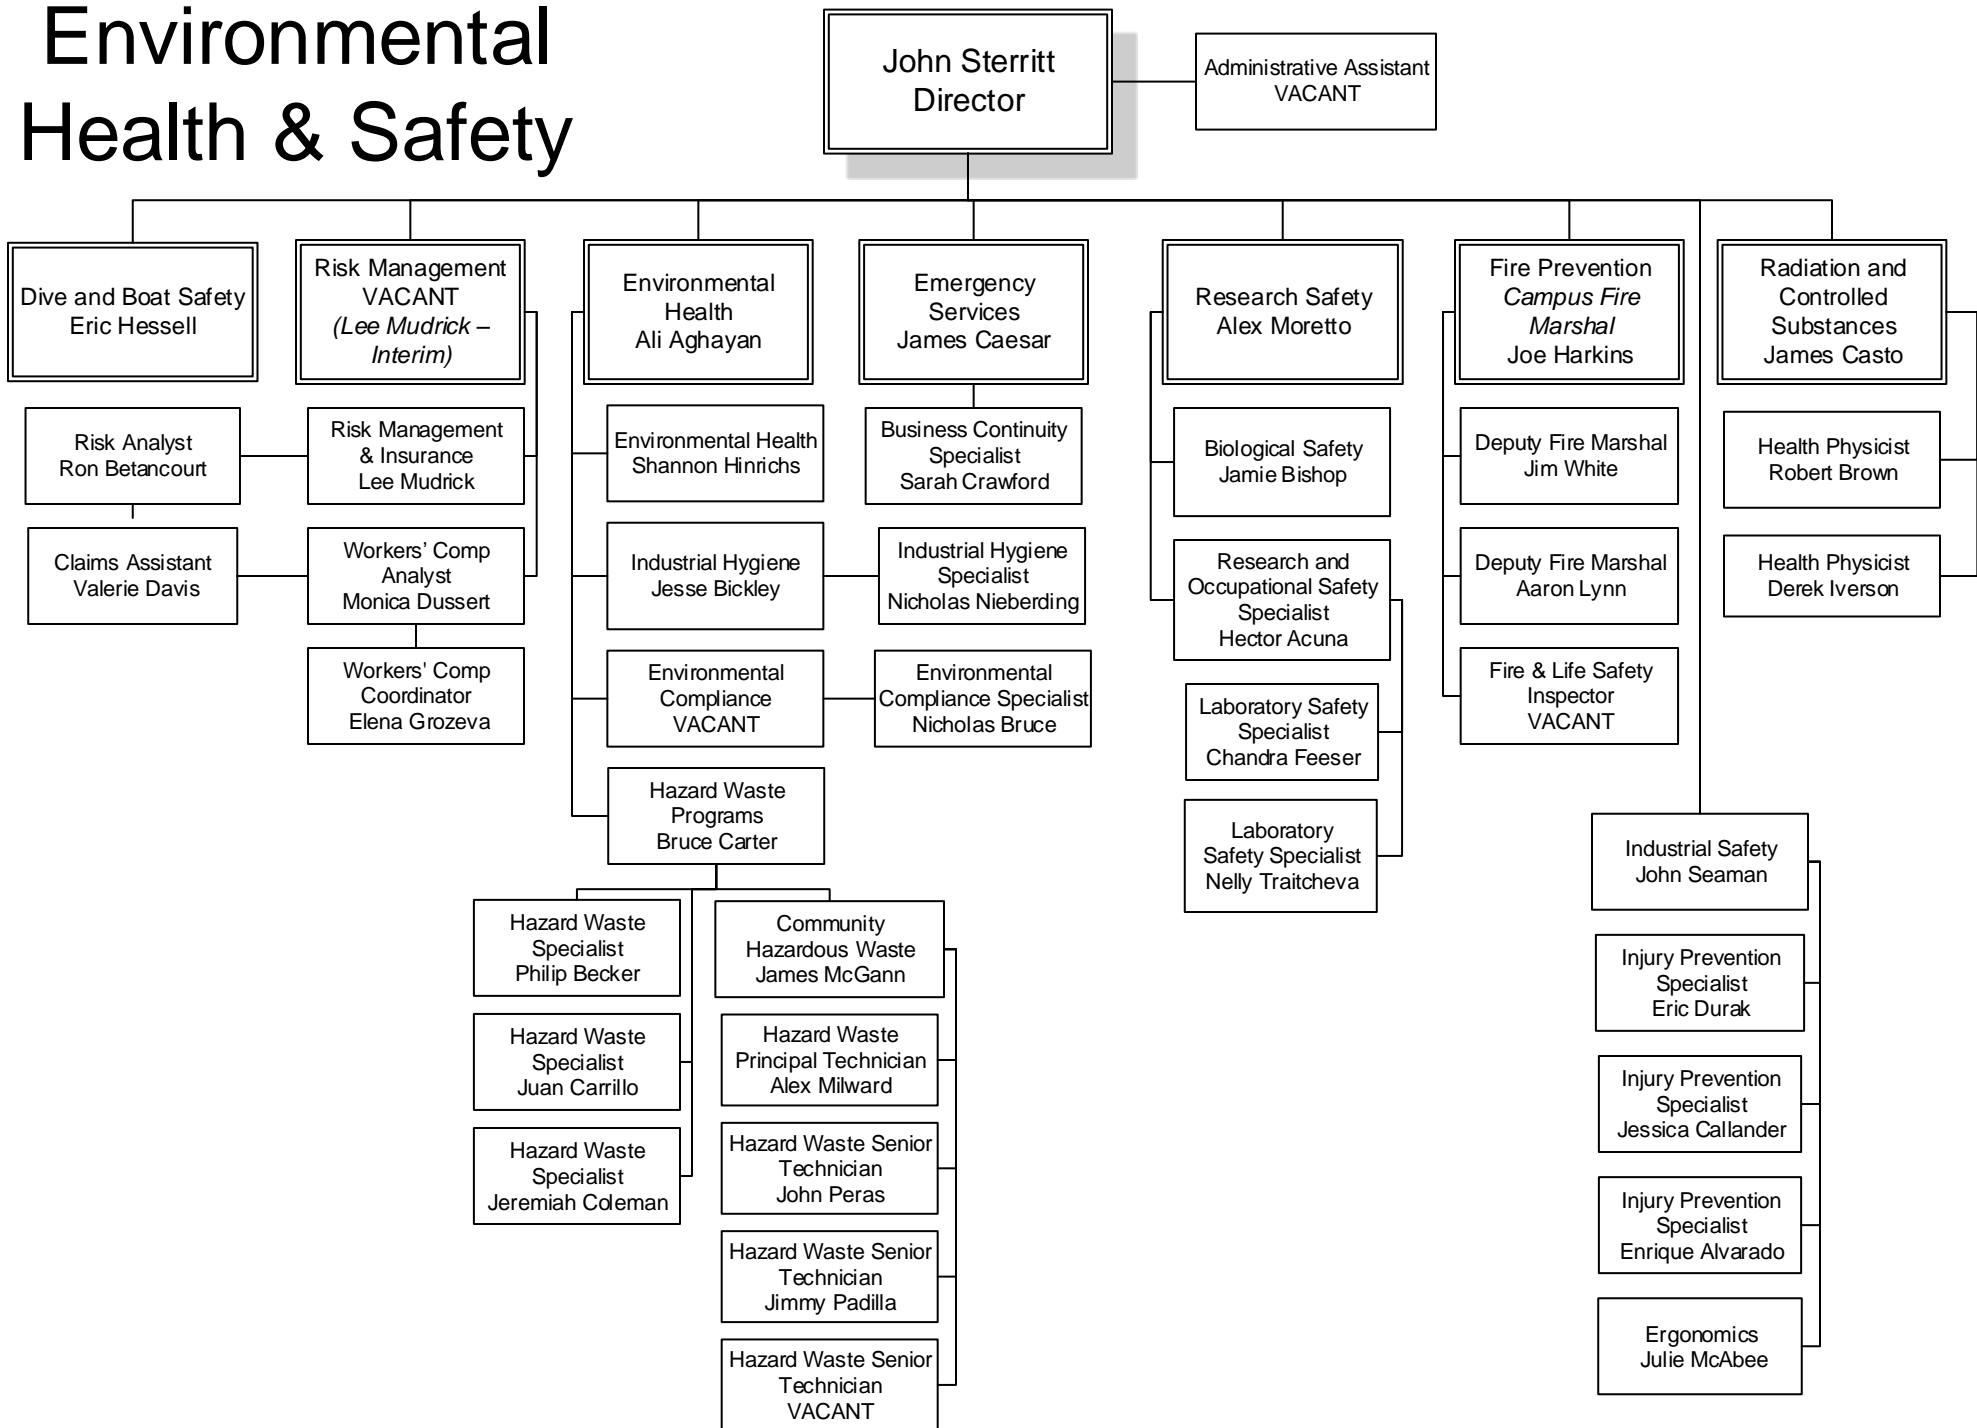 Environmental
Health & Safety
John Sterritt
Director
Administrative Assistant
VACANT
Dive and Boat Safety
Eric Hessell
Risk Management
VACANT
(Lee Mudrick –
Interim)
Environmental
Health
Ali Aghayan
Emergency
Services
James Caesar
Research Safety
Alex Moretto
Fire Prevention
Campus Fire
Marshal
Joe Harkins
Radiation and
Controlled
Substances
James Casto
Risk Analyst
Ron Betancourt
Risk Management
& Insurance
Lee Mudrick
Environmental Health
Shannon Hinrichs
Business Continuity
Specialist
Sarah Crawford
Biological Safety
Jamie Bishop
Deputy Fire Marshal
Jim White
Health Physicist
Robert Brown
Claims Assistant
Valerie Davis
Workers’ Comp
Analyst
Monica Dussert
Industrial Hygiene
Jesse Bickley
Industrial Hygiene
Specialist
Nicholas Nieberding
Research and
Occupational Safety
Specialist
Hector Acuna
Deputy Fire Marshal
Aaron Lynn
Health Physicist
Derek Iverson
Workers' Comp
Coordinator
Elena Grozeva
Environmental
Compliance
VACANT
Environmental
Compliance Specialist
Nicholas Bruce
Laboratory Safety
Specialist
Chandra Feeser
Fire & Life Safety
Inspector
VACANT
Hazard Waste
Programs
Bruce Carter
Laboratory
Safety Specialist
Nelly Traitcheva
Industrial Safety
John Seaman
Hazard Waste
Specialist
Philip Becker
Community
Hazardous Waste
James McGann
Injury Prevention
Specialist
Eric Durak
Hazard Waste
Specialist
Juan Carrillo
Hazard Waste
Principal Technician
Alex Milward
Injury Prevention
Specialist
Jessica Callander
Hazard Waste
Specialist
Jeremiah Coleman
Hazard Waste Senior
Technician
John Peras
Injury Prevention
Specialist
Enrique Alvarado
Hazard Waste Senior
Technician
Jimmy Padilla
Ergonomics
Julie McAbee
Hazard Waste Senior
Technician
VACANT